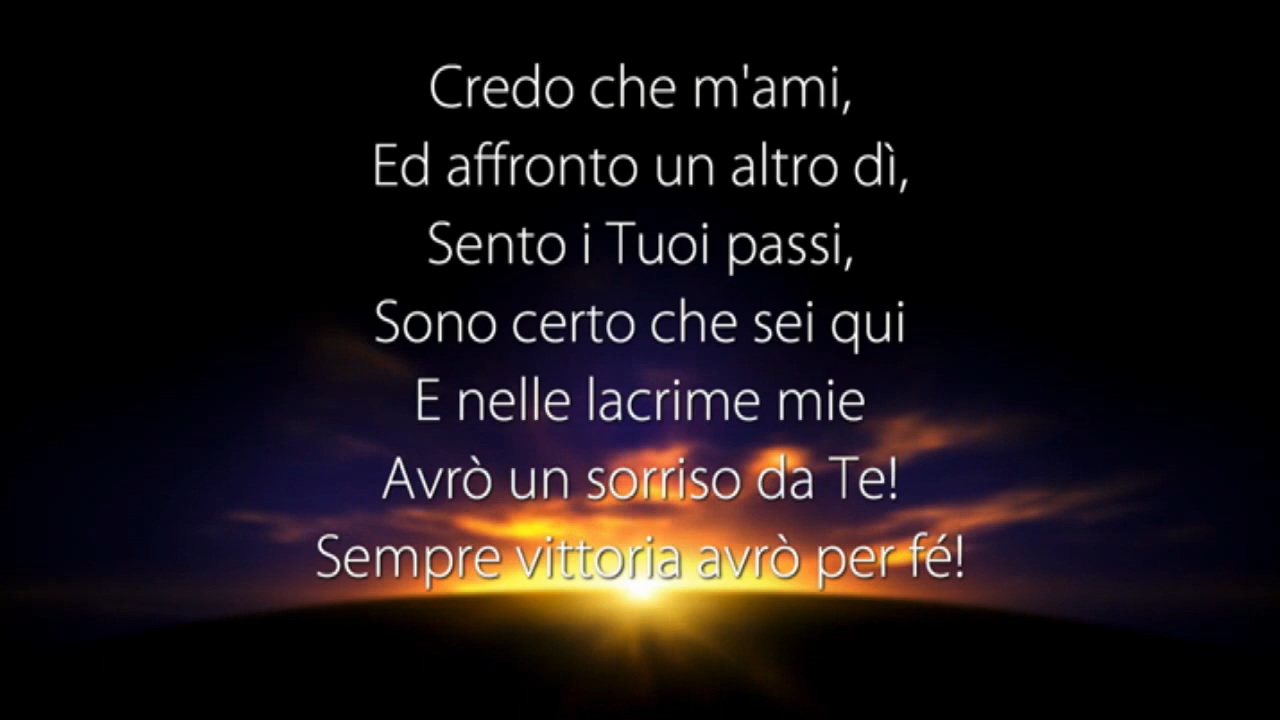 Credo che m'ami,
Ed affronto un altro dì,
Sento i Tuoi passi,
Sono certo che sei qui
E nelle lacrime mie
Avrò un sorriso da Te!
Sempre vittoria avrò per fé!